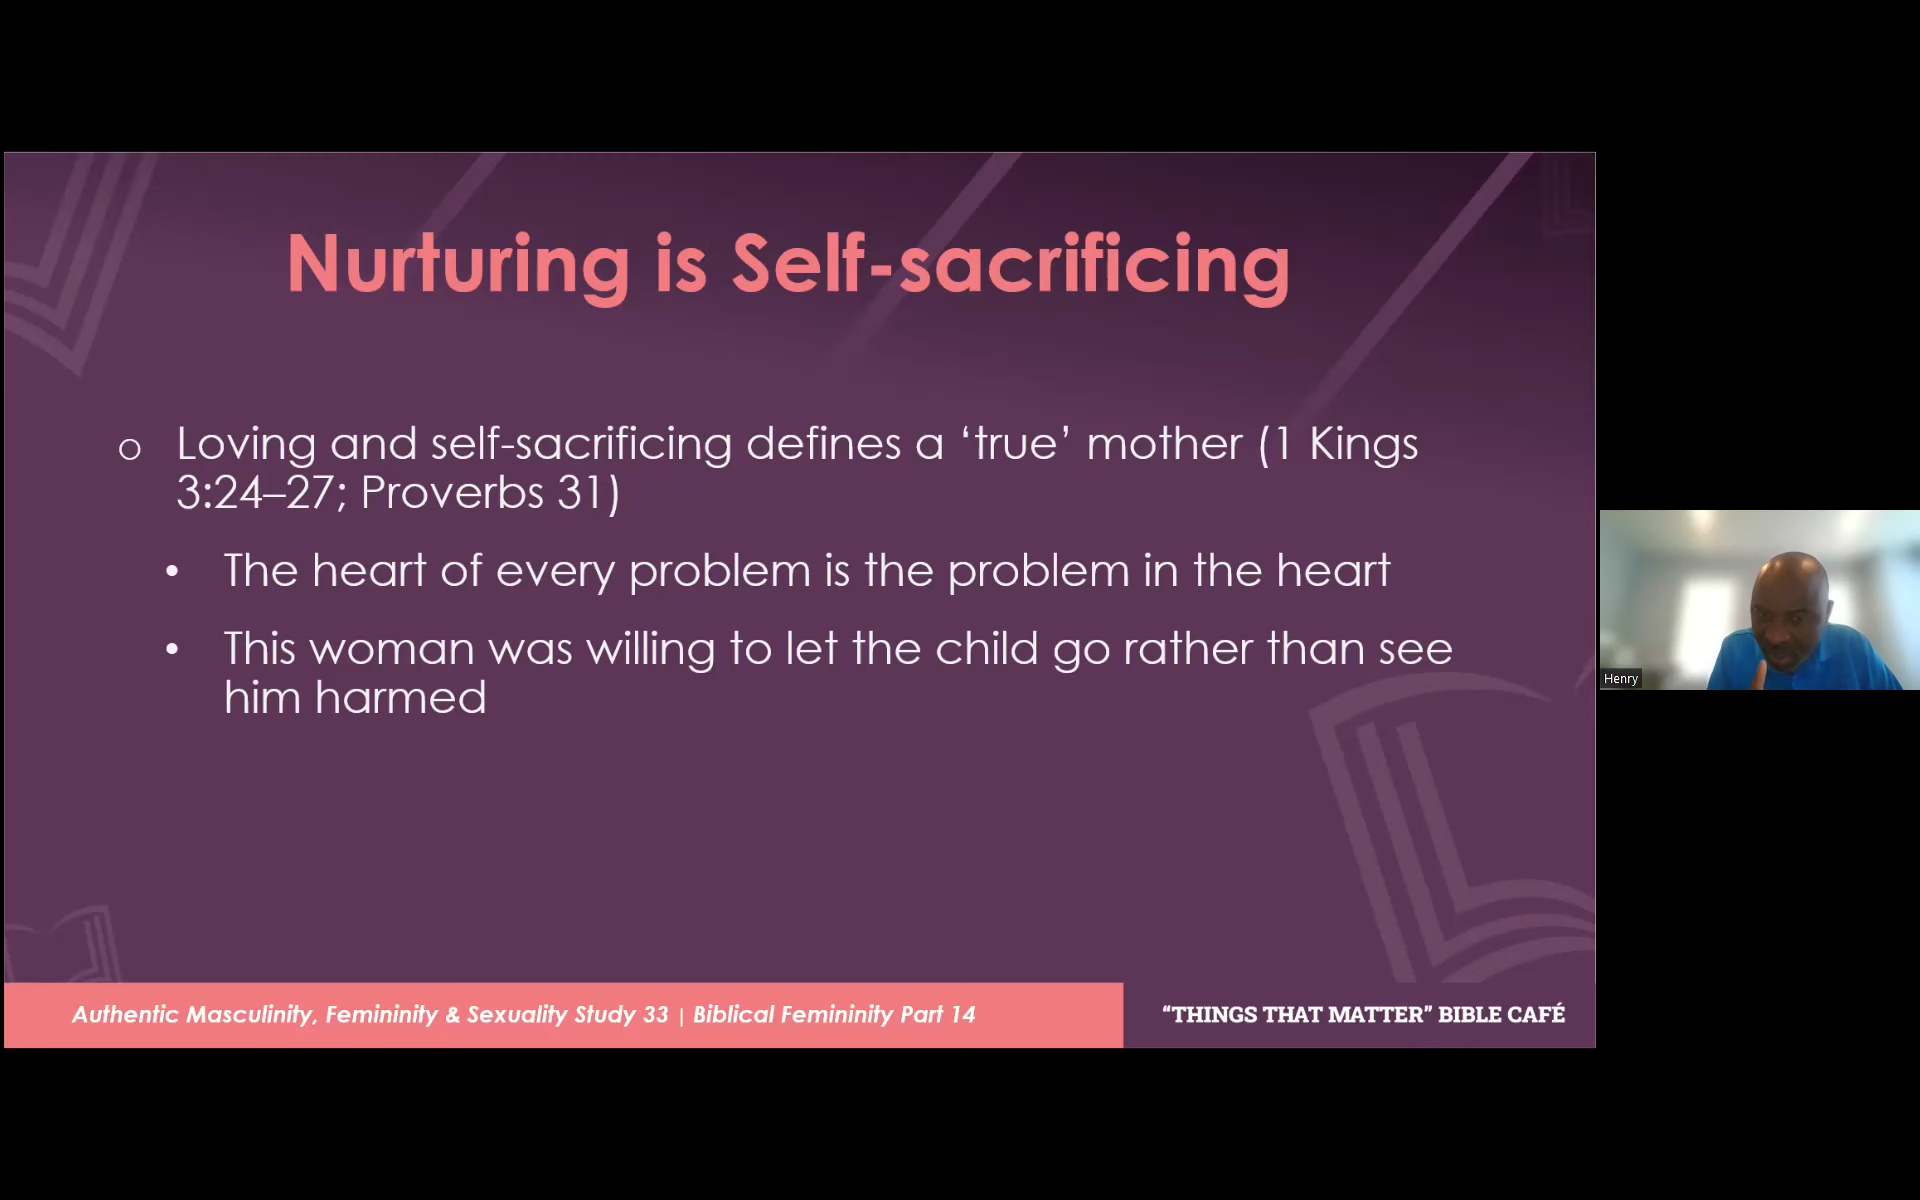 Nurturing is Self-sacrificing
o Loving and self-sacrificing defines a ‘true’ mother (1 Kings
3:24–27; Proverbs 31)
• The heart of every problem is the problem in the heart
• This woman was willing to let the child go rather than see
him harmed
Henry
Authentic Masculinity, Femininity & Sexuality Study 33 | Biblical Femininity Part 14
“THINGS THAT MATTER” BIBLE CAFÉ